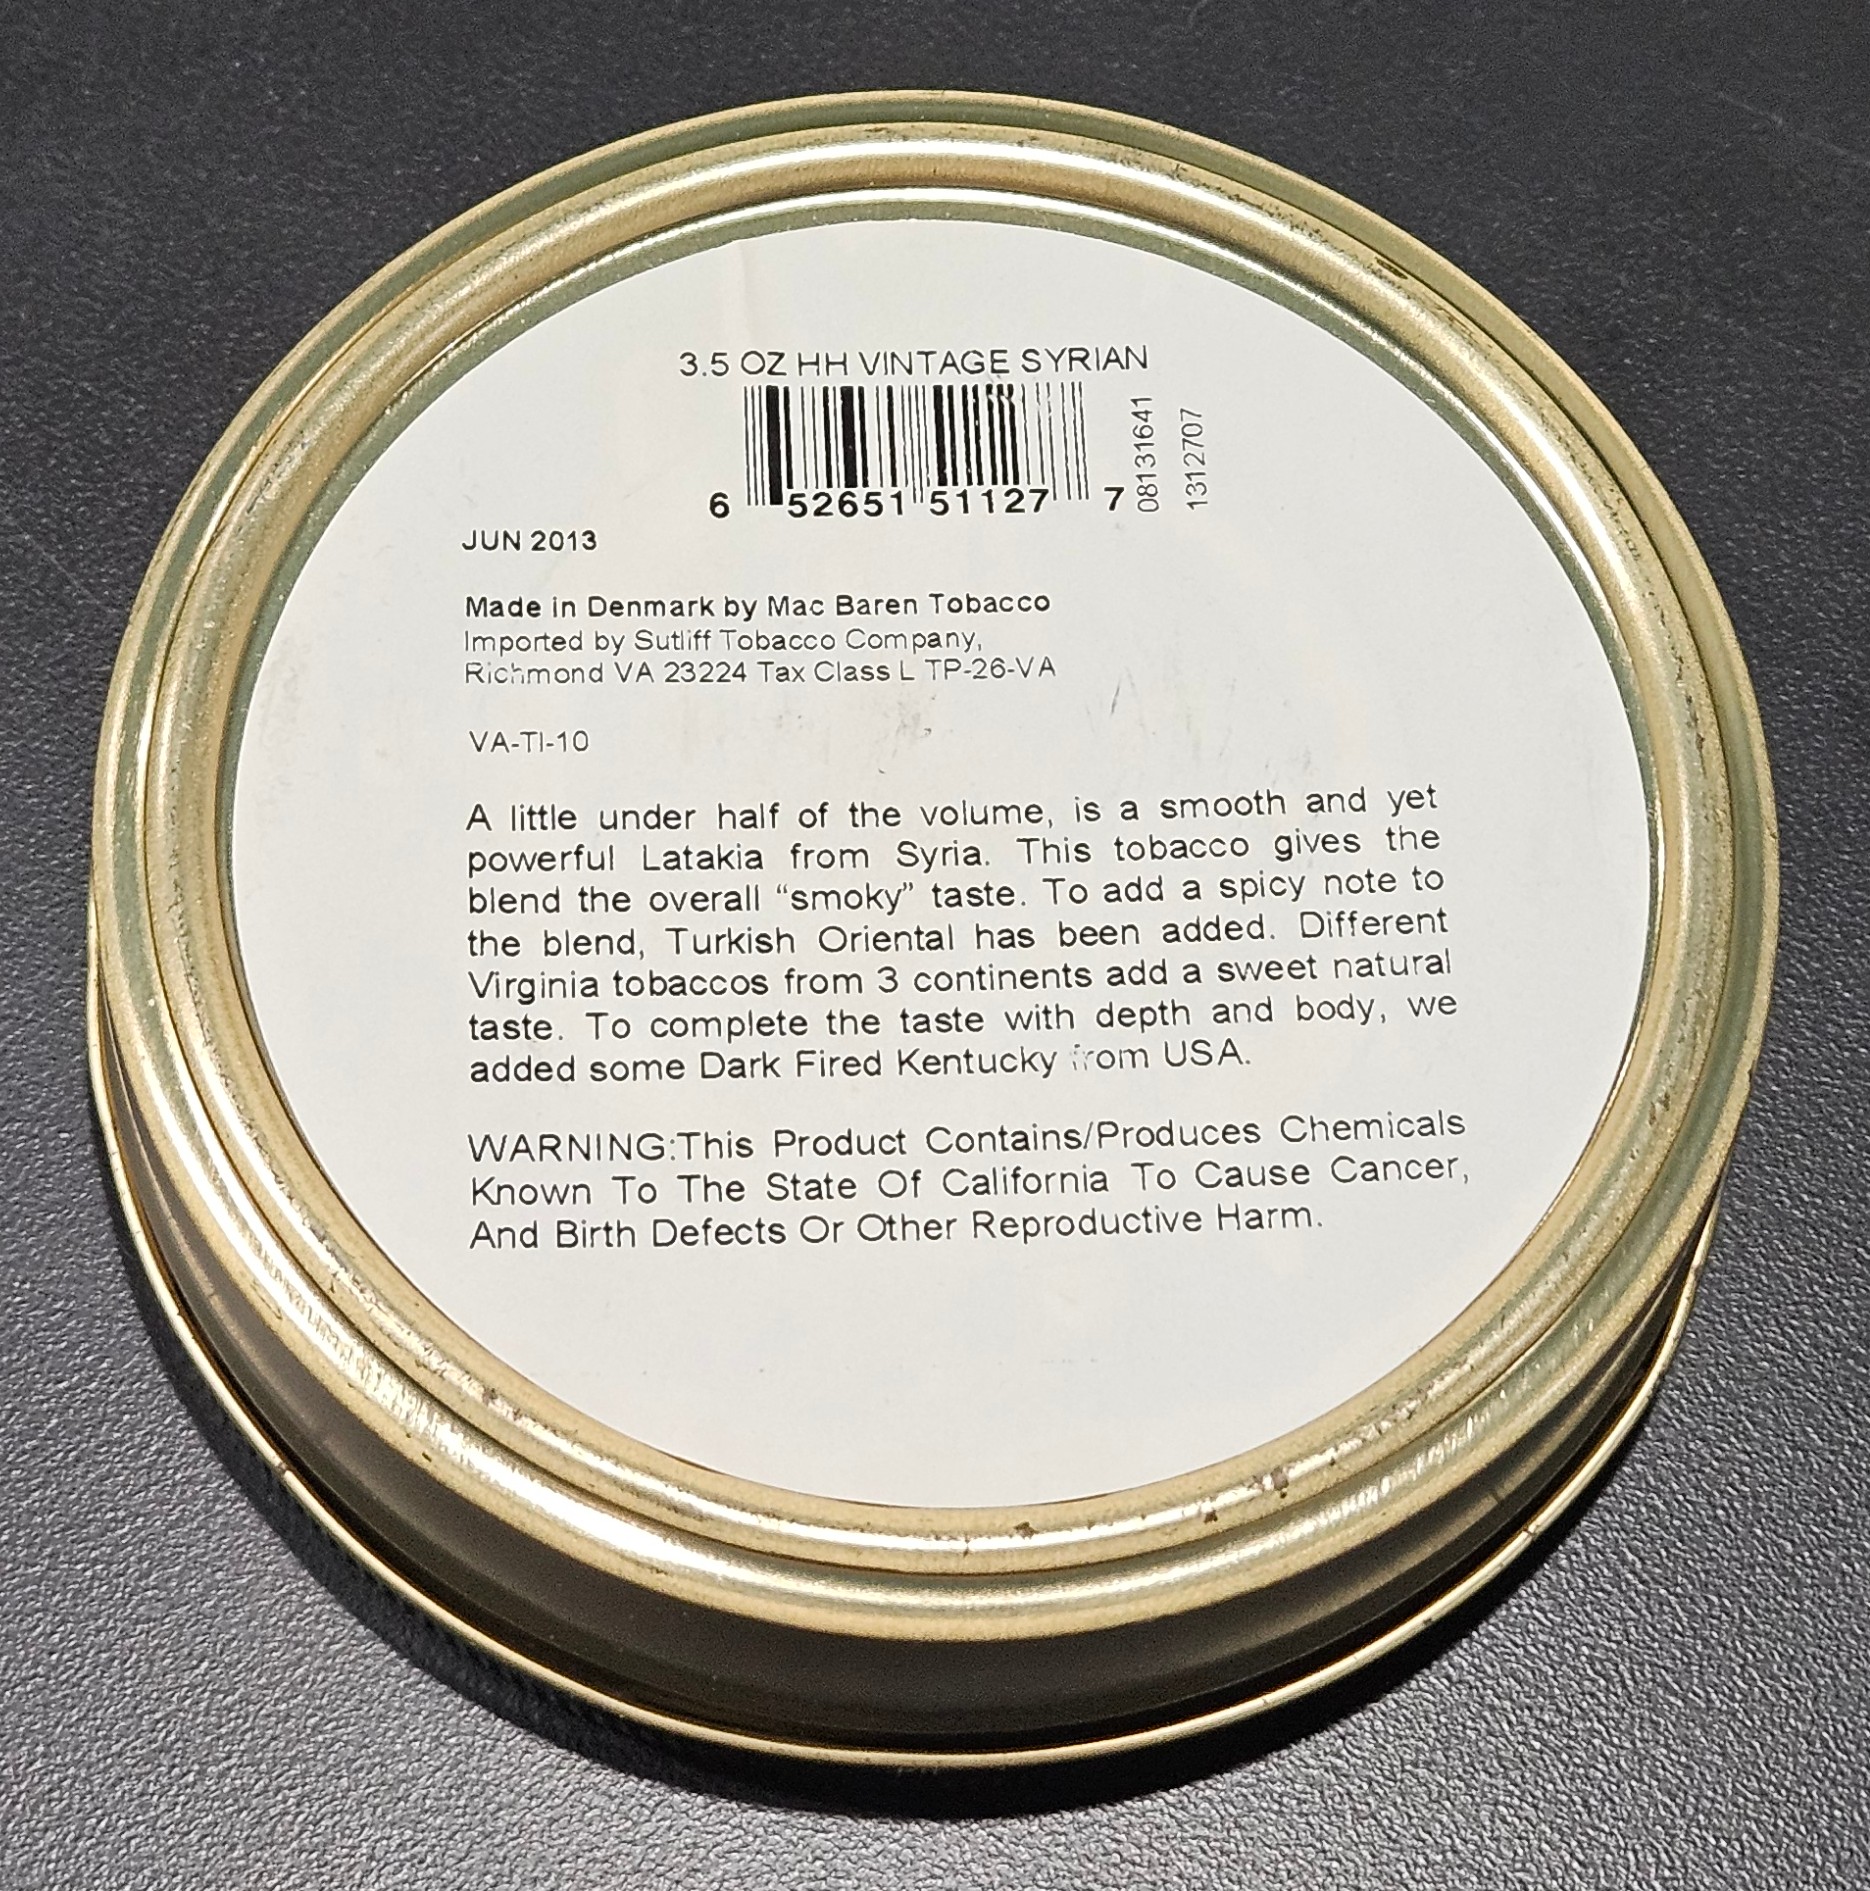 3.5 OZ HH VINTAGE SYRIAN
6 52651 51127 7
08131641
13127707
JUN 2013
Made in Denmark by Mac Baren Tobacco
Imported by Sutliff Tobacco Company,
Richmond VA 23224 Tax Class L TP-26-VA
VA-TI-10
A little under half of the volume, is a smooth and yet
powerful Latakia from Syria. This tobacco gives the
blend the overall “smoky” taste. To add a spicy note to
the blend, Turkish Oriental has been added. Different
Virginia tobaccos from 3 continents add a sweet natural
taste. To complete the taste with depth and body, we
added some Dark Fired Kentucky from USA.
WARNING:This Product Contains/Produces Chemicals
Known To The State Of California To Cause Cancer,
And Birth Defects Or Other Reproductive Harm.